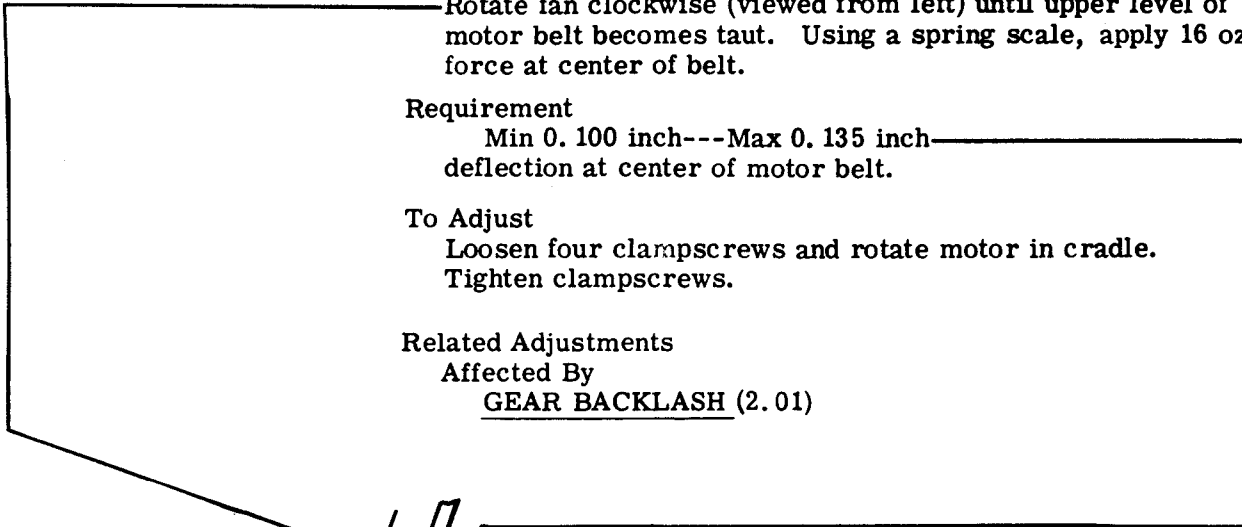 Rotate fan clockwise (viewed from left) until upper level of
motor belt becomes taut. Using a spring scale, apply 16 oz
force at center of belt.
Requirement
Min 0.100 inch---Max 0.135 inch
deflection at center of motor belt.
To Adjust
Loosen four clampscrews and rotate motor in cradle.
Tighten clampscrews.
Related Adjustments
Affected By
GEAR BACKLASH (2.01)